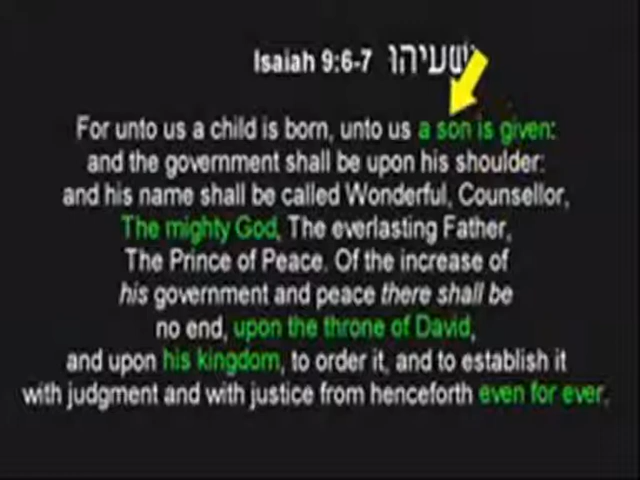 Isaiah 9:6-7 ישעיהו
For unto us a child is born, unto us a son is given:
and the government shall be upon his shoulder:
and his name shall be called Wonderful, Counsellor,
The mighty God, The everlasting Father,
The Prince of Peace. Of the increase of
his government and peace there shall be
no end, upon the throne of David,
and upon his kingdom, to order it, and to establish it
with judgment and with justice from henceforth even for ever.